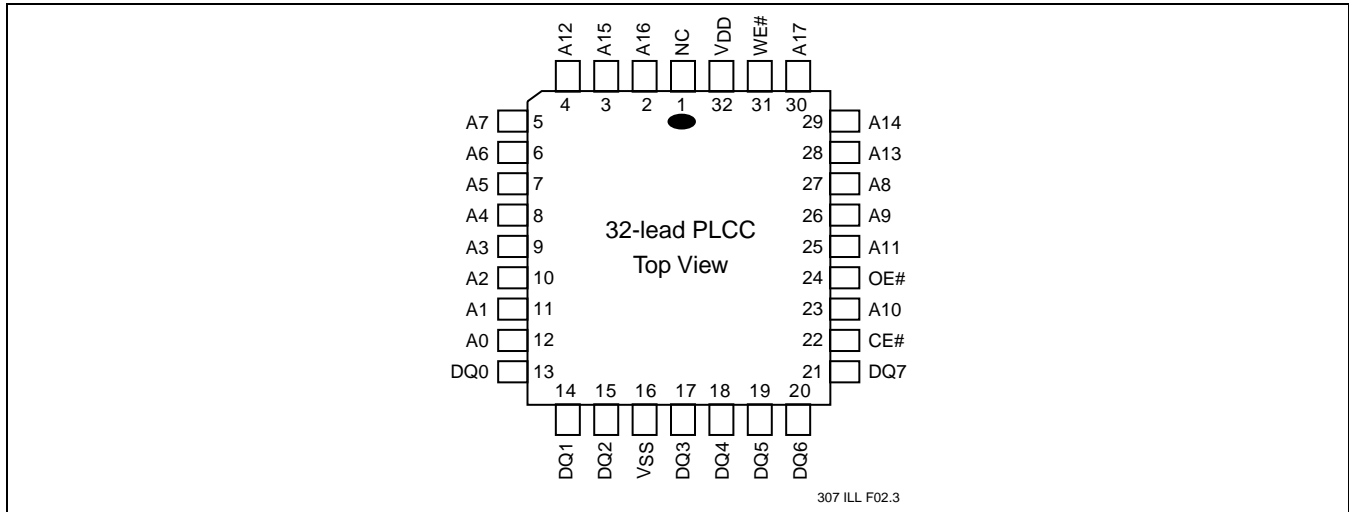 A12 A15 A16 NC VDD WE# A17
4 3 2 1 32 31 30
A7 5 29 A14
A6 6 28 A13
A5 7 27 A8
A4 8 26 A9
A3 9 25 A11
32-lead PLCC
Top View
A2 10 24 OE#
A1 11 23 A10
A0 12 22 CE#
DQ0 13 21 DQ7
14 15 16 17 18 19 20
DQ1 DQ2 VSS DQ3 DQ4 DQ5 DQ6
307 ILL F02.3